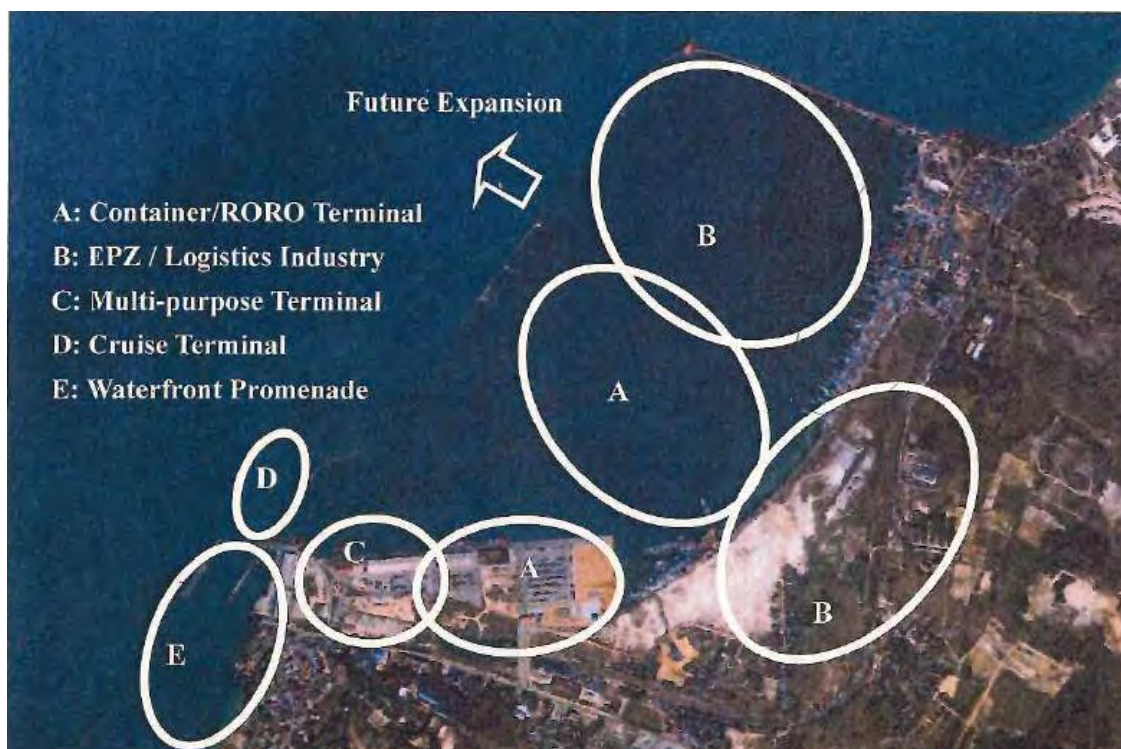 Future Expansion
A: Container/RORO Terminal
B: EPZ / Logistics Industry
C: Multi-purpose Terminal
D: Cruise Terminal
E: Waterfront Promenade
B
A
D
C
A
B
E